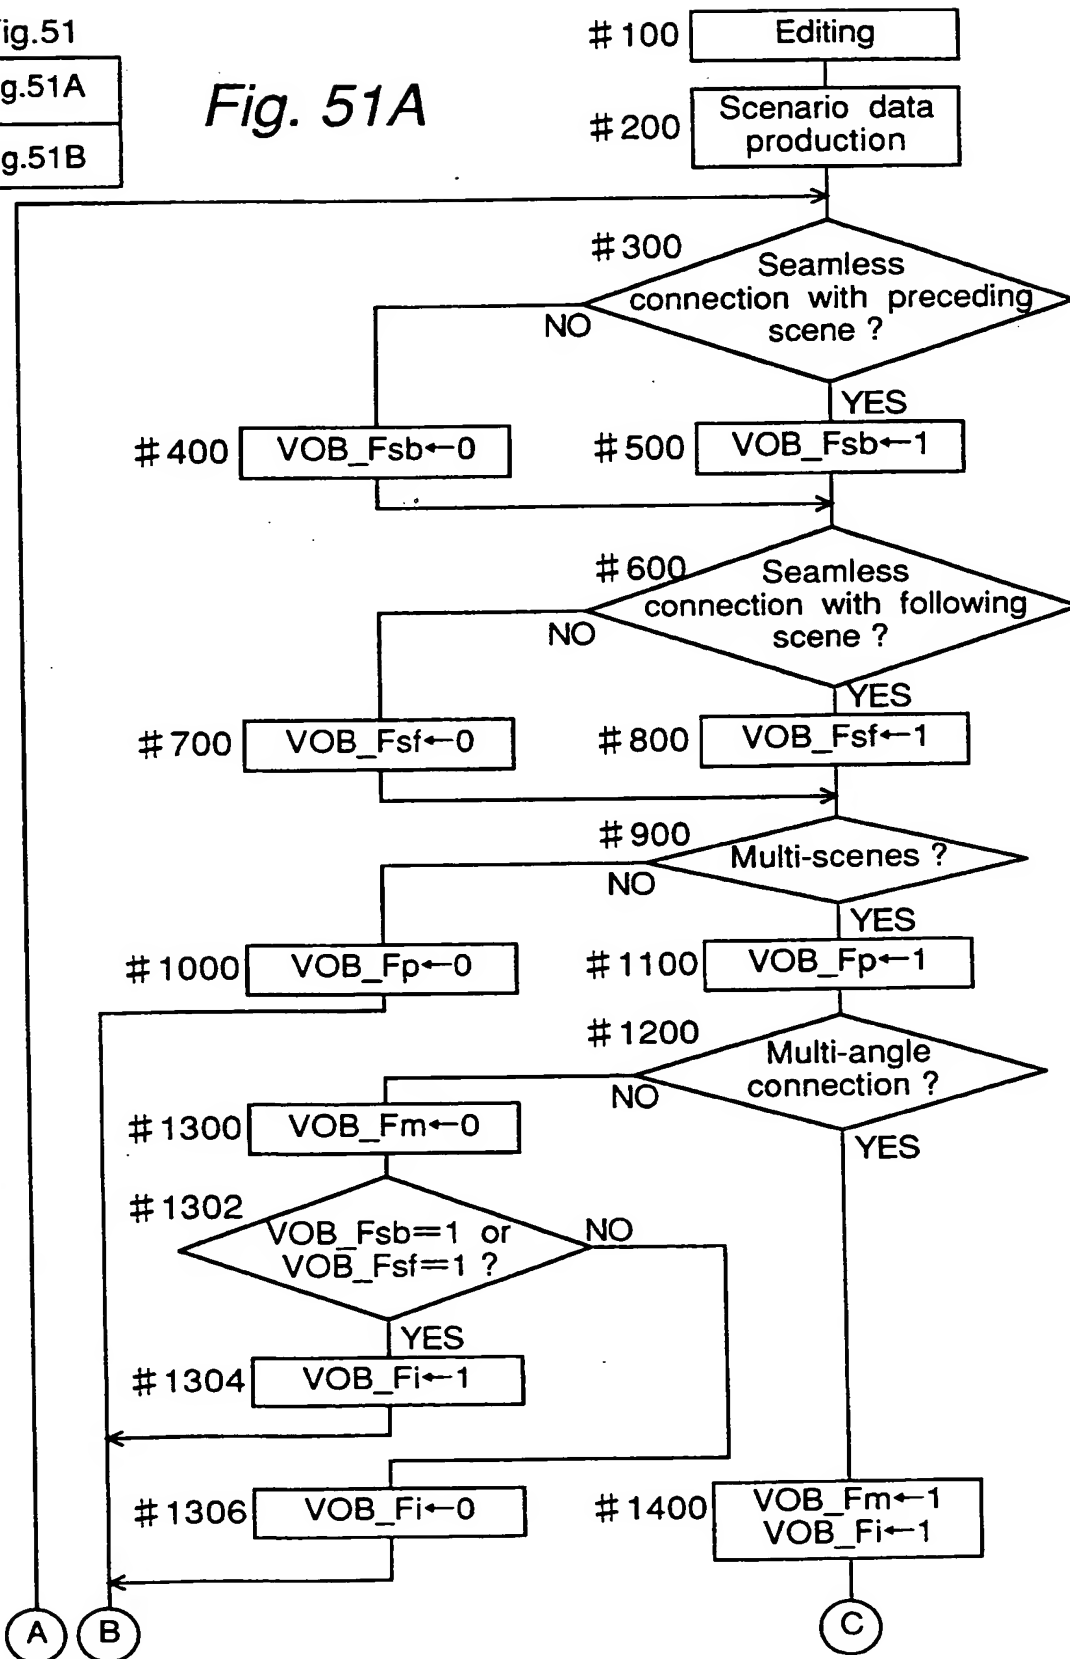 ig.51
g.51A
g.51B
Fig. 51A
#100
Editing
#200
Scenario data
production
#300
Seamless
connection with preceding
scene ?
NO
YES
#400
VOB_Fsb←0
#500
VOB_Fsb←1
#600
Seamless
connection with following
scene ?
NO
YES
#700
VOB_Fsf←0
#800
VOB_Fsf←1
#900
Multi-scenes ?
NO
YES
#1000
VOB_Fp←0
#1100
VOB_Fp←1
#1200
Multi-angle
connection ?
NO
YES
#1300
VOB_Fm←0
#1302
VOB_Fsb=1 or
VOB_Fsf=1 ?
NO
YES
#1304
VOB_Fi←1
#1306
VOB_Fi←0
#1400
VOB_Fm←1
VOB_Fi←1
A
B
C